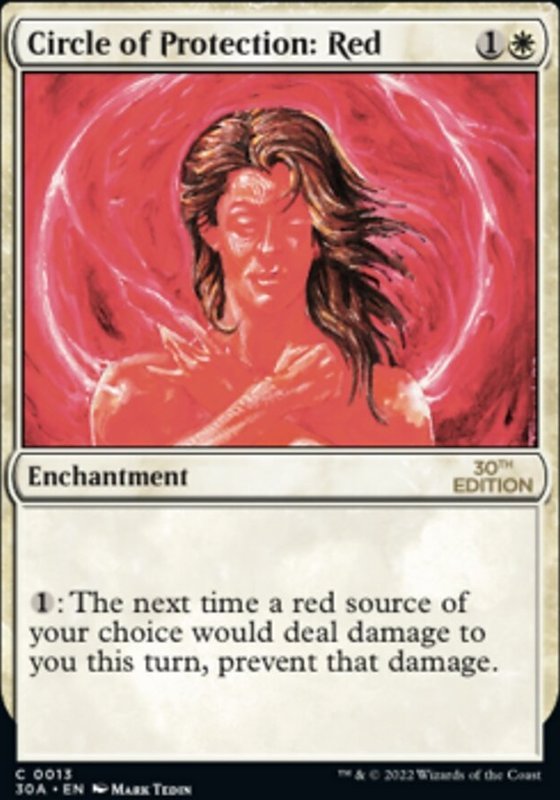 Circle of Protection: Red 1
Enchantment
30TH
EDITION
1: The next time a red source of
your choice would deal damage to
you this turn, prevent that damage.
C 0013
30A • EN Mark Tedin
™ & © 2022 Wizards of the Coast